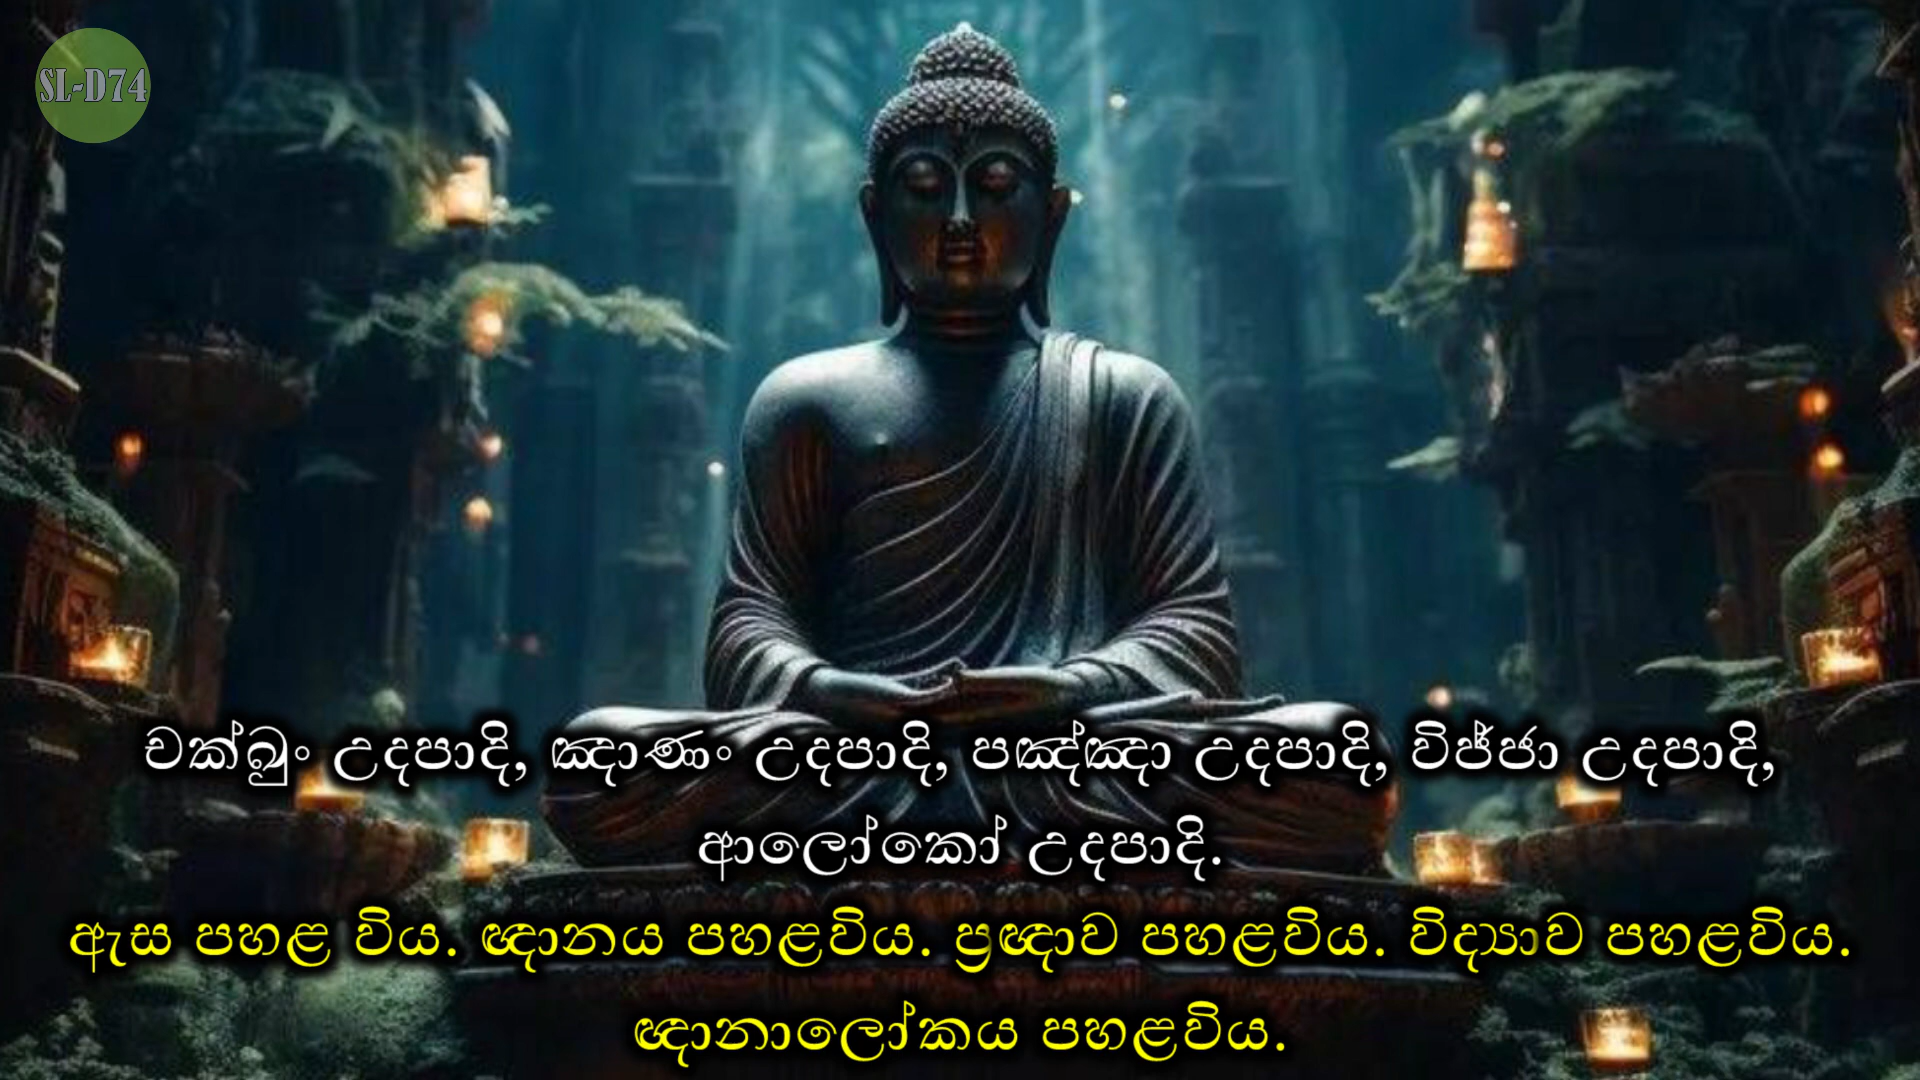 SL-D74
චක්ඛුං උදපාදි, ඤාණං උදපාදි, පඤ්ඤා උදපාදි, විජ්ජා උදපාදි,
ආලෝකෝ උදපාදි.
ඇස පහළ විය. ඥානය පහළවිය. ප්‍රඥාව පහළවිය. විද්‍යාව පහළවිය.
ඥානාලෝකය පහළවිය.